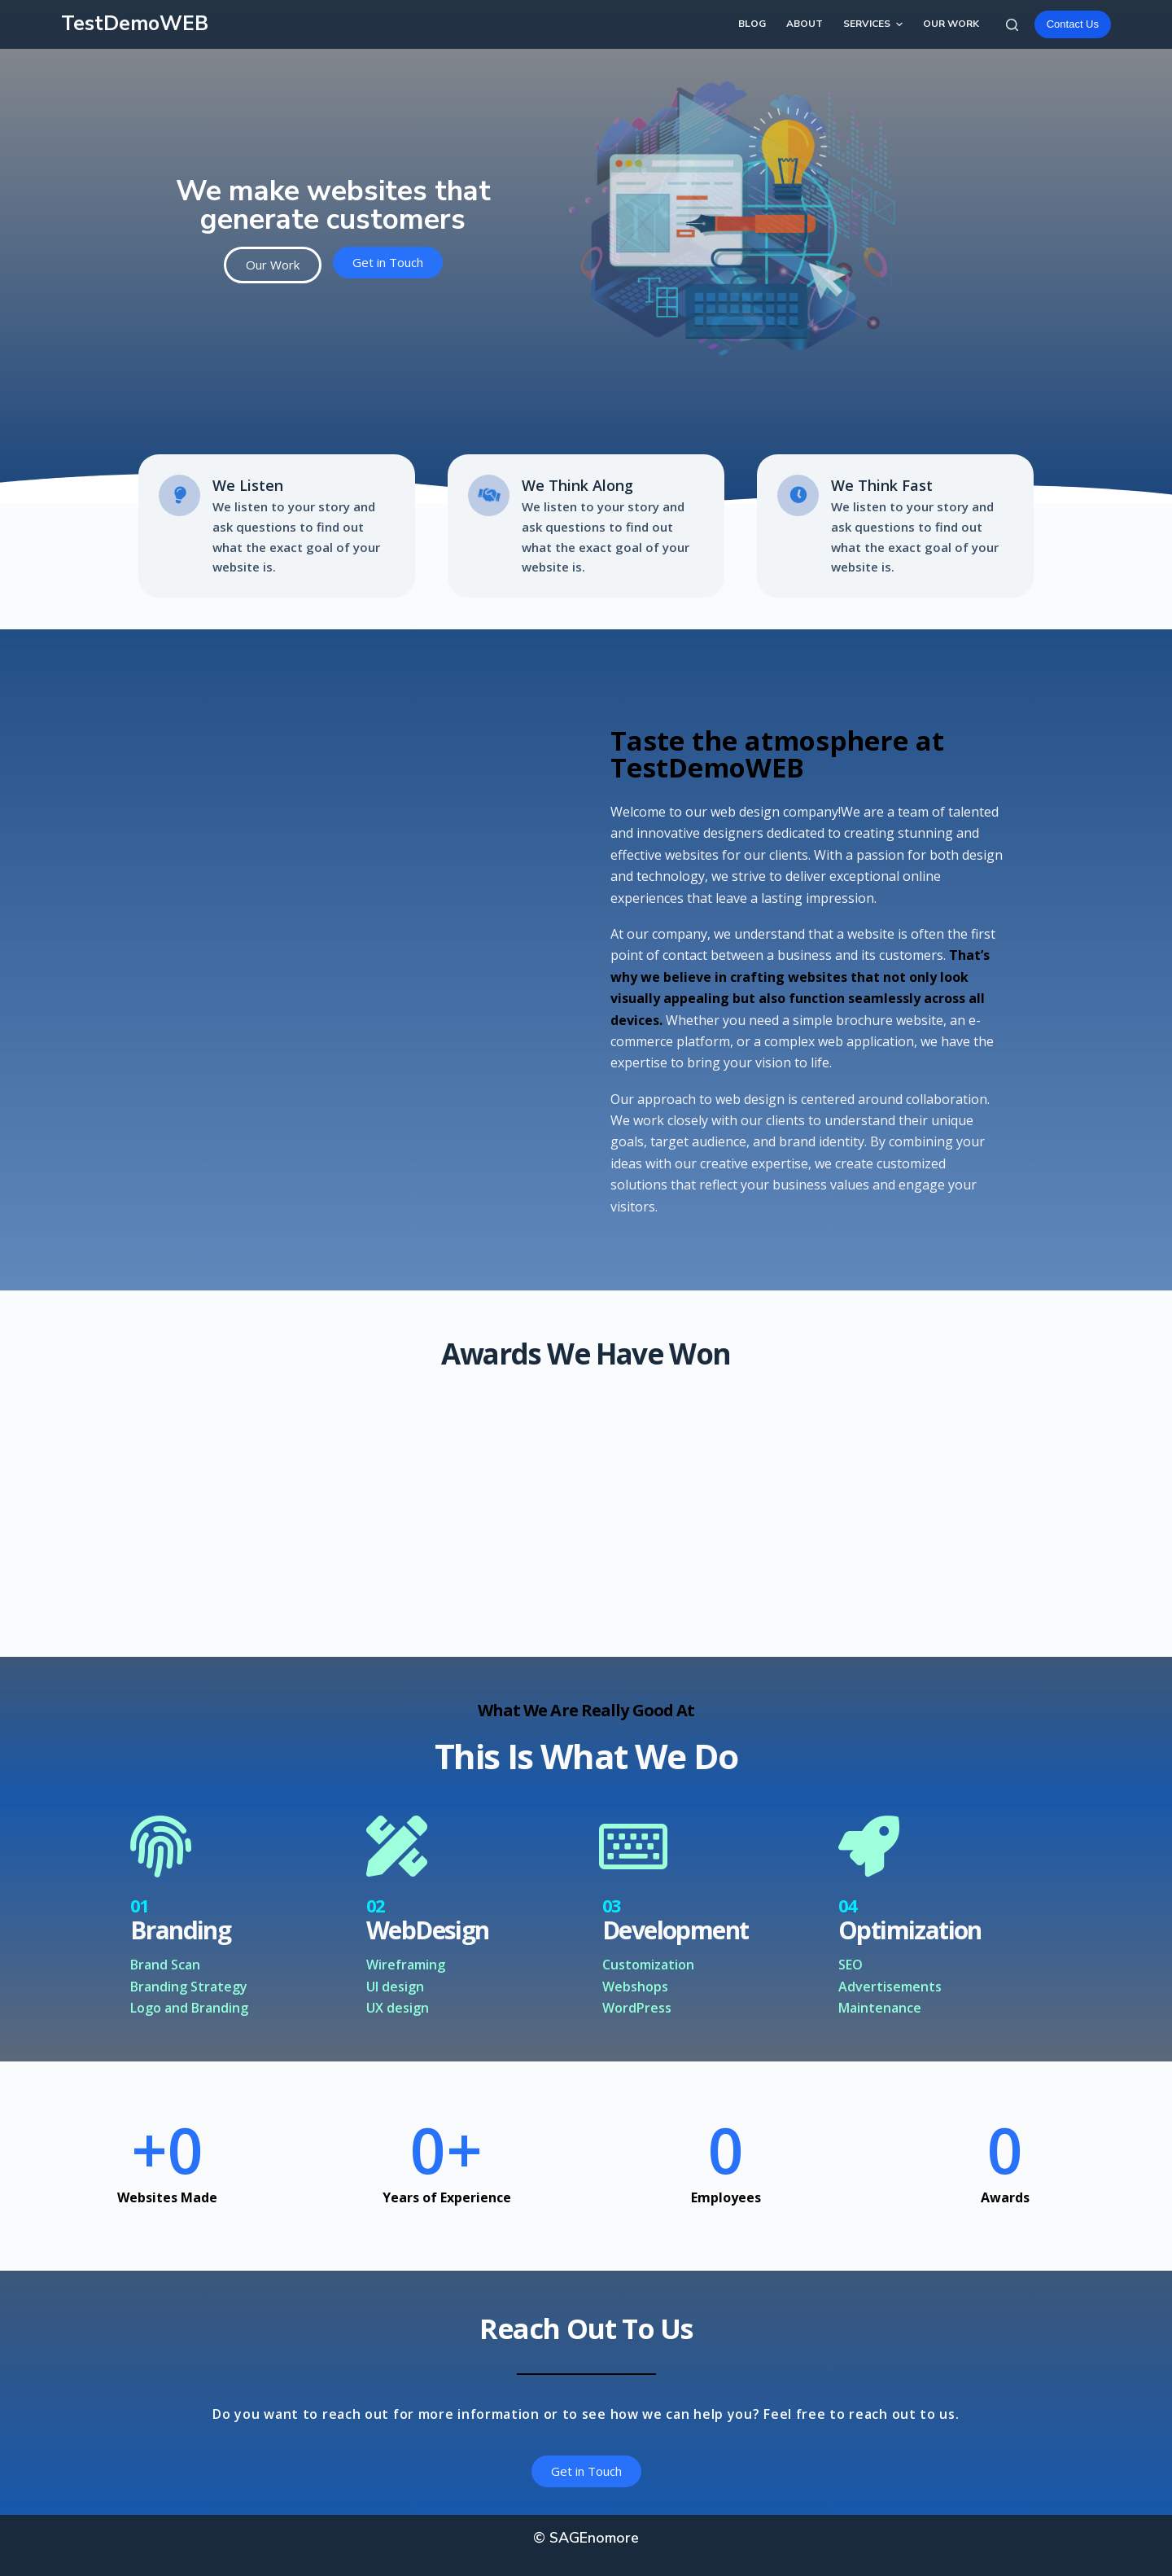 TestDemoWEB
BLOG ABOUT SERVICES OUR WORK Contact Us
We make websites that
generate customers
Our Work Get in Touch
We Listen
We listen to your story and
ask questions to find out
what the exact goal of your
website is.
We Think Along
We listen to your story and
ask questions to find out
what the exact goal of your
website is.
We Think Fast
We listen to your story and
ask questions to find out
what the exact goal of your
website is.
Taste the atmosphere at
TestDemoWEB
Welcome to our web design company!We are a team of talented
and innovative designers dedicated to creating stunning and
effective websites for our clients. With a passion for both design
and technology, we strive to deliver exceptional online
experiences that leave a lasting impression.
At our company, we understand that a website is often the first
point of contact between a business and its customers. That’s
why we believe in crafting websites that not only look
visually appealing but also function seamlessly across all
devices. Whether you need a simple brochure website, an e-
commerce platform, or a complex web application, we have the
expertise to bring your vision to life.
Our approach to web design is centered around collaboration.
We work closely with our clients to understand their unique
goals, target audience, and brand identity. By combining your
ideas with our creative expertise, we create customized
solutions that reflect your business values and engage your
visitors.
Awards We Have Won
What We Are Really Good At
This Is What We Do
01
Branding
Brand Scan
Branding Strategy
Logo and Branding
02
WebDesign
Wireframing
UI design
UX design
03
Development
Customization
Webshops
WordPress
04
Optimization
SEO
Advertisements
Maintenance
+0
Websites Made
0+
Years of Experience
0
Employees
0
Awards
Reach Out To Us
Do you want to reach out for more information or to see how we can help you? Feel free to reach out to us.
Get in Touch
© SAGEnomore